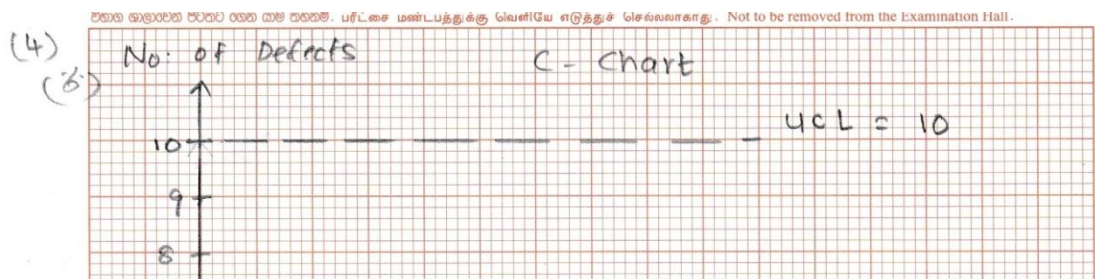 විභාග ශාලාවෙන් පිටතට ගෙන යාම තහනම්. பரீட்சை மண்டபத்துக்கு வெளியே எடுத்துச் செல்லலாகாது. Not to be removed from the Examination Hall.
(4) No: of Defects C - Chart
10 UCL = 10
9
8